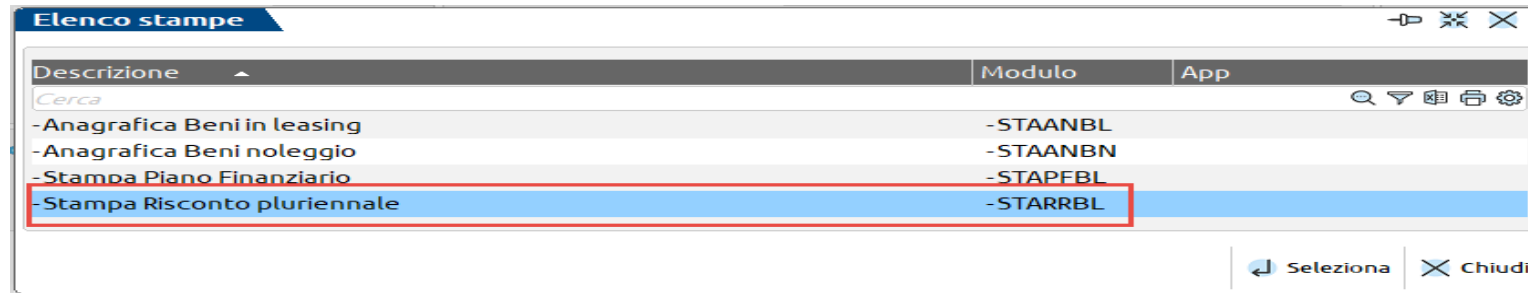 Elenco stampe
Descrizione Modulo App
Cerca
-Anagrafica Beni in leasing -STAANBL
-Anagrafica Beni noleggio -STAANBN
-Stampa Piano Finanziario -STAPFBL
-Stampa Risconto pluriennale -STARRBL
Seleziona Chiudi